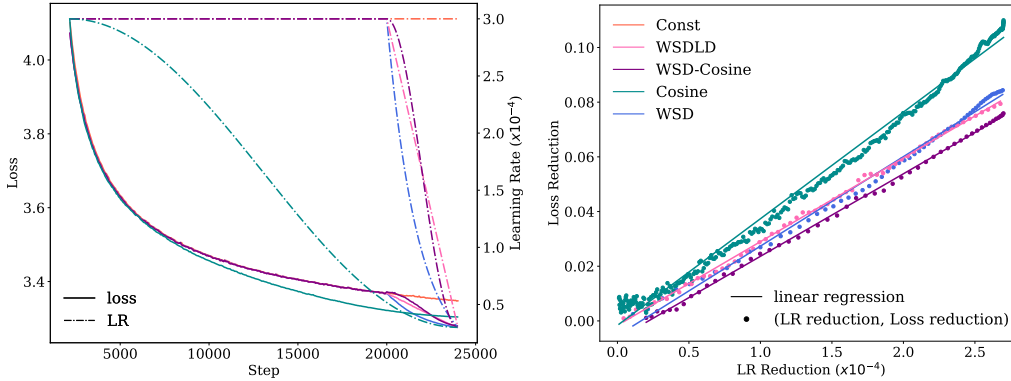 4.0
3.8
3.6
3.4
Loss
5000
10000
15000
20000
25000
Step
3.0
2.5
2.0
1.5
1.0
0.5
Learning Rate (x10⁻⁴)
loss
LR
0.10
0.08
0.06
0.04
0.02
0.00
Loss Reduction
Const
WSDLD
WSD-Cosine
Cosine
WSD
linear regression
(LR reduction, Loss reduction)
0.0
0.5
1.0
1.5
2.0
2.5
LR Reduction (x10⁻⁴)